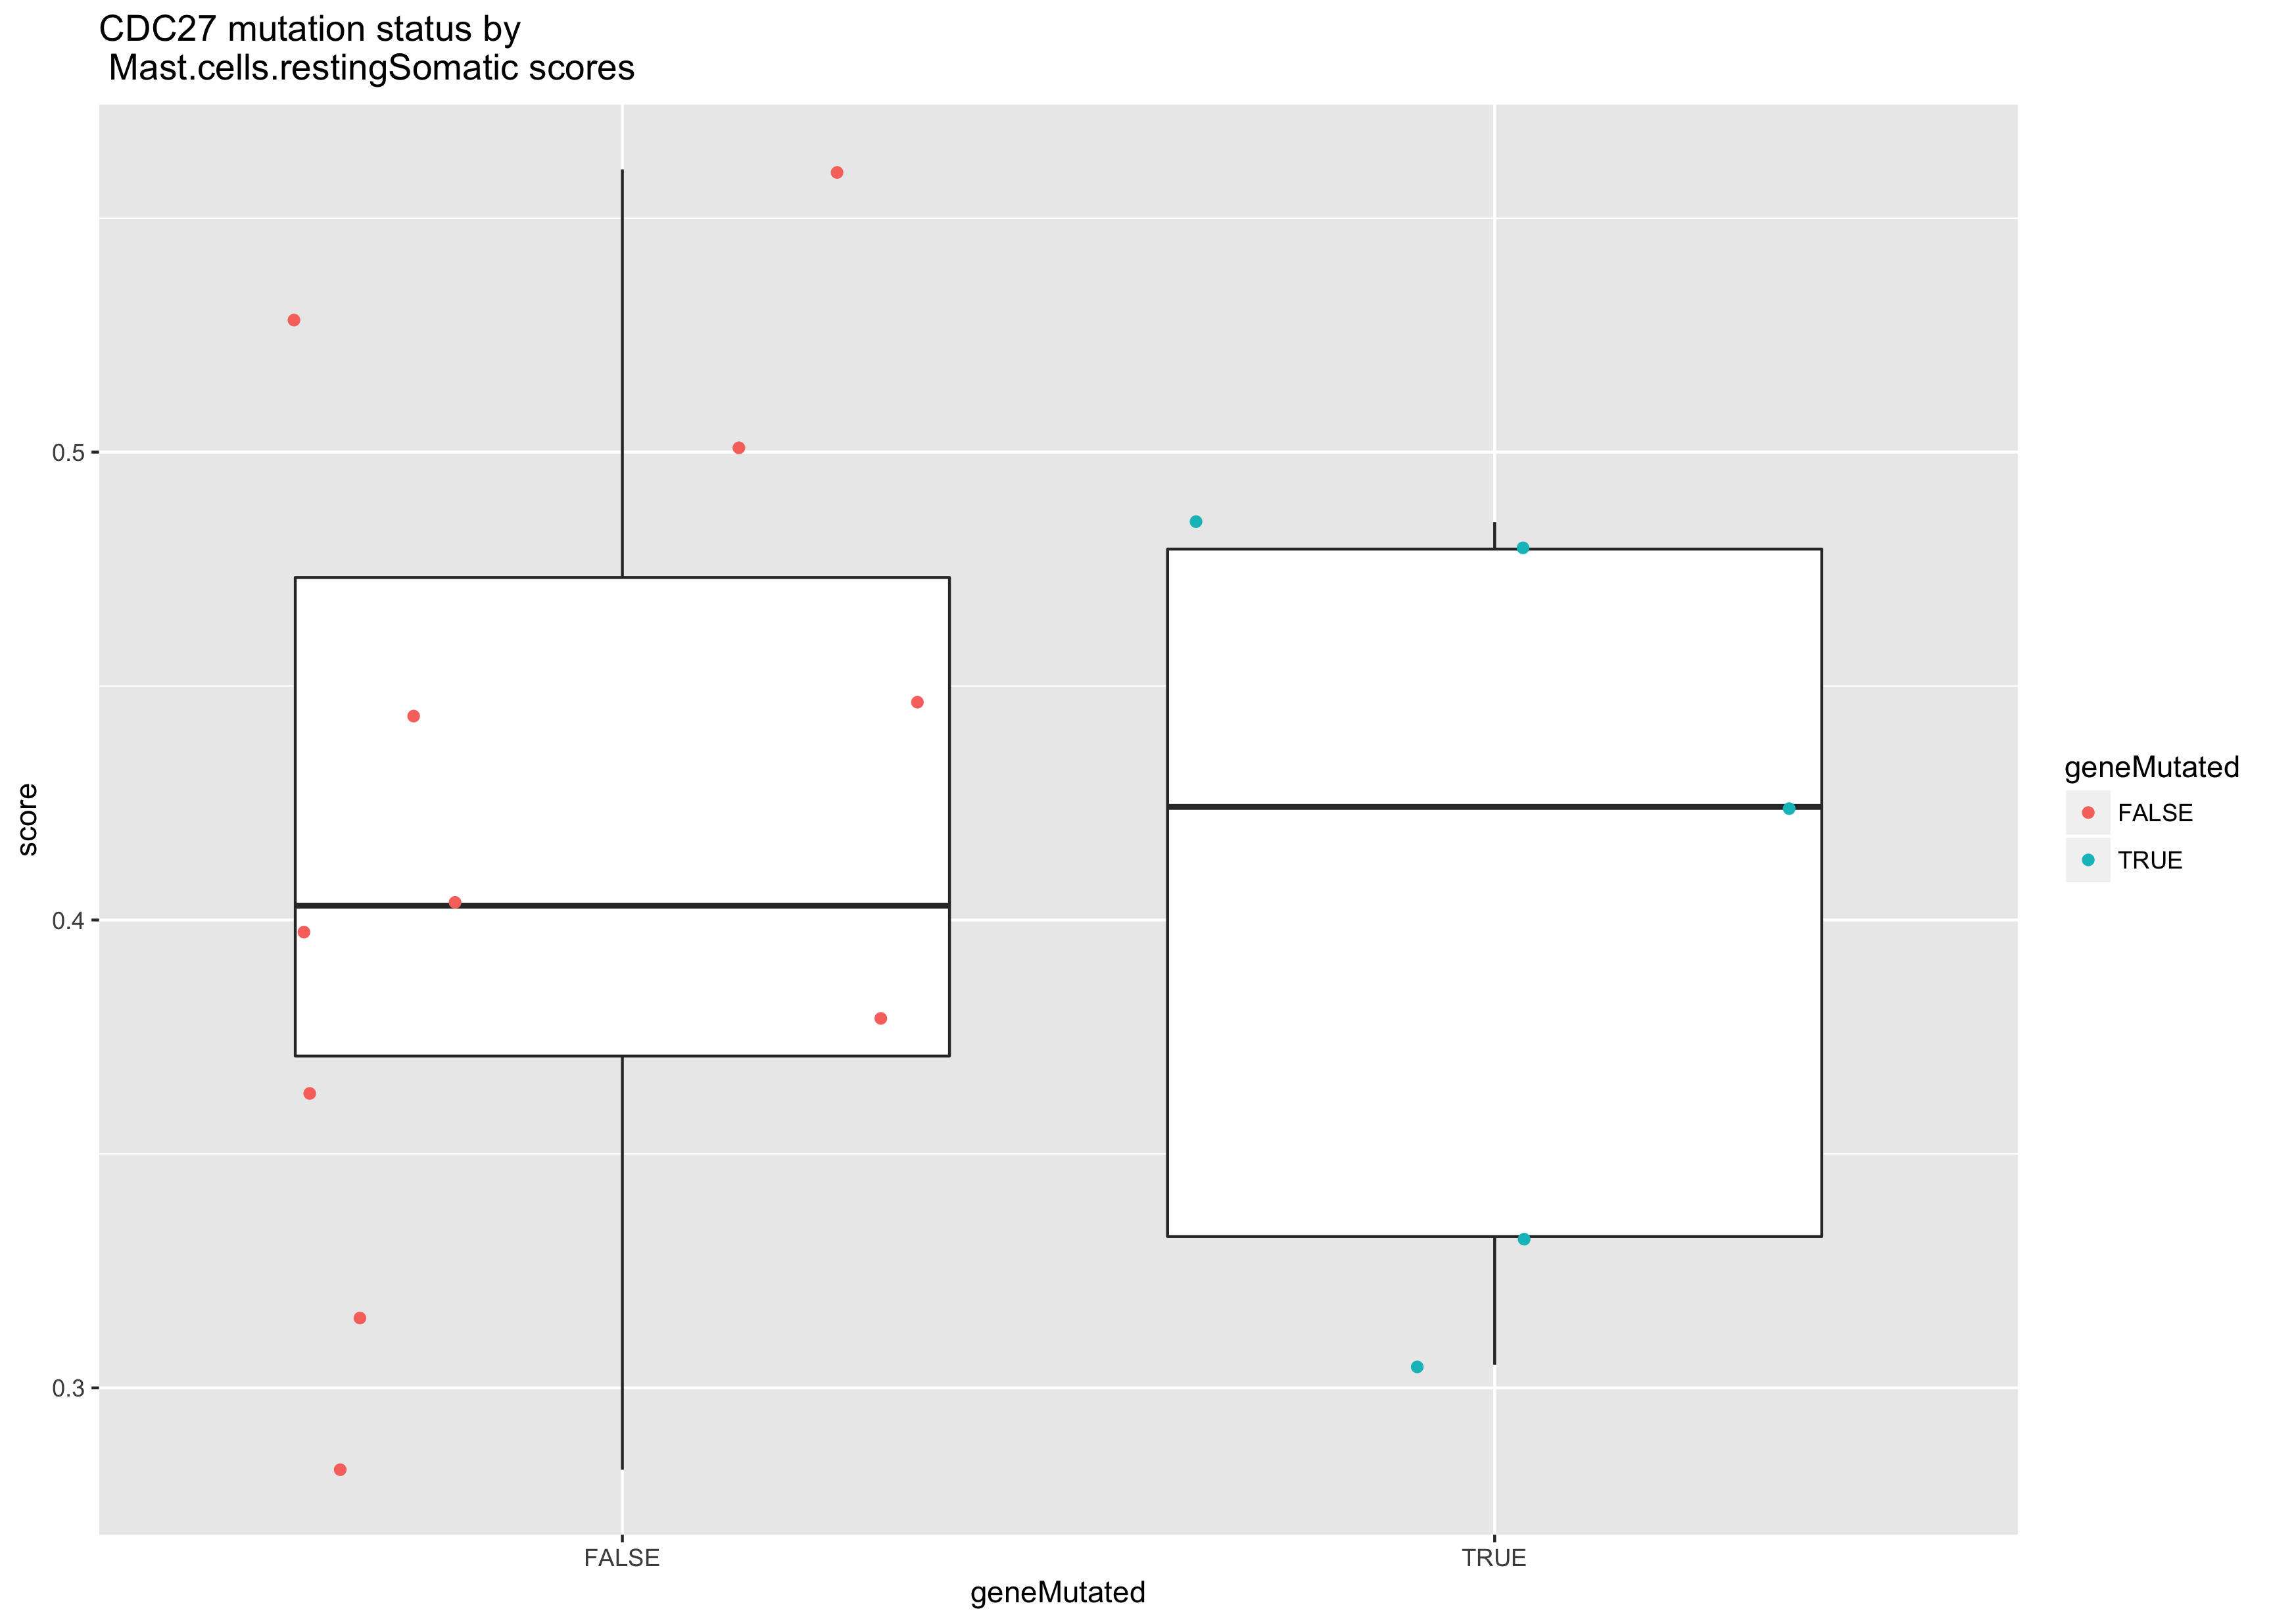 CDC27 mutation status by
Mast.cells.restingSomatic scores
0.5
0.4
0.3
score
FALSE
TRUE
geneMutated
geneMutated
FALSE
TRUE